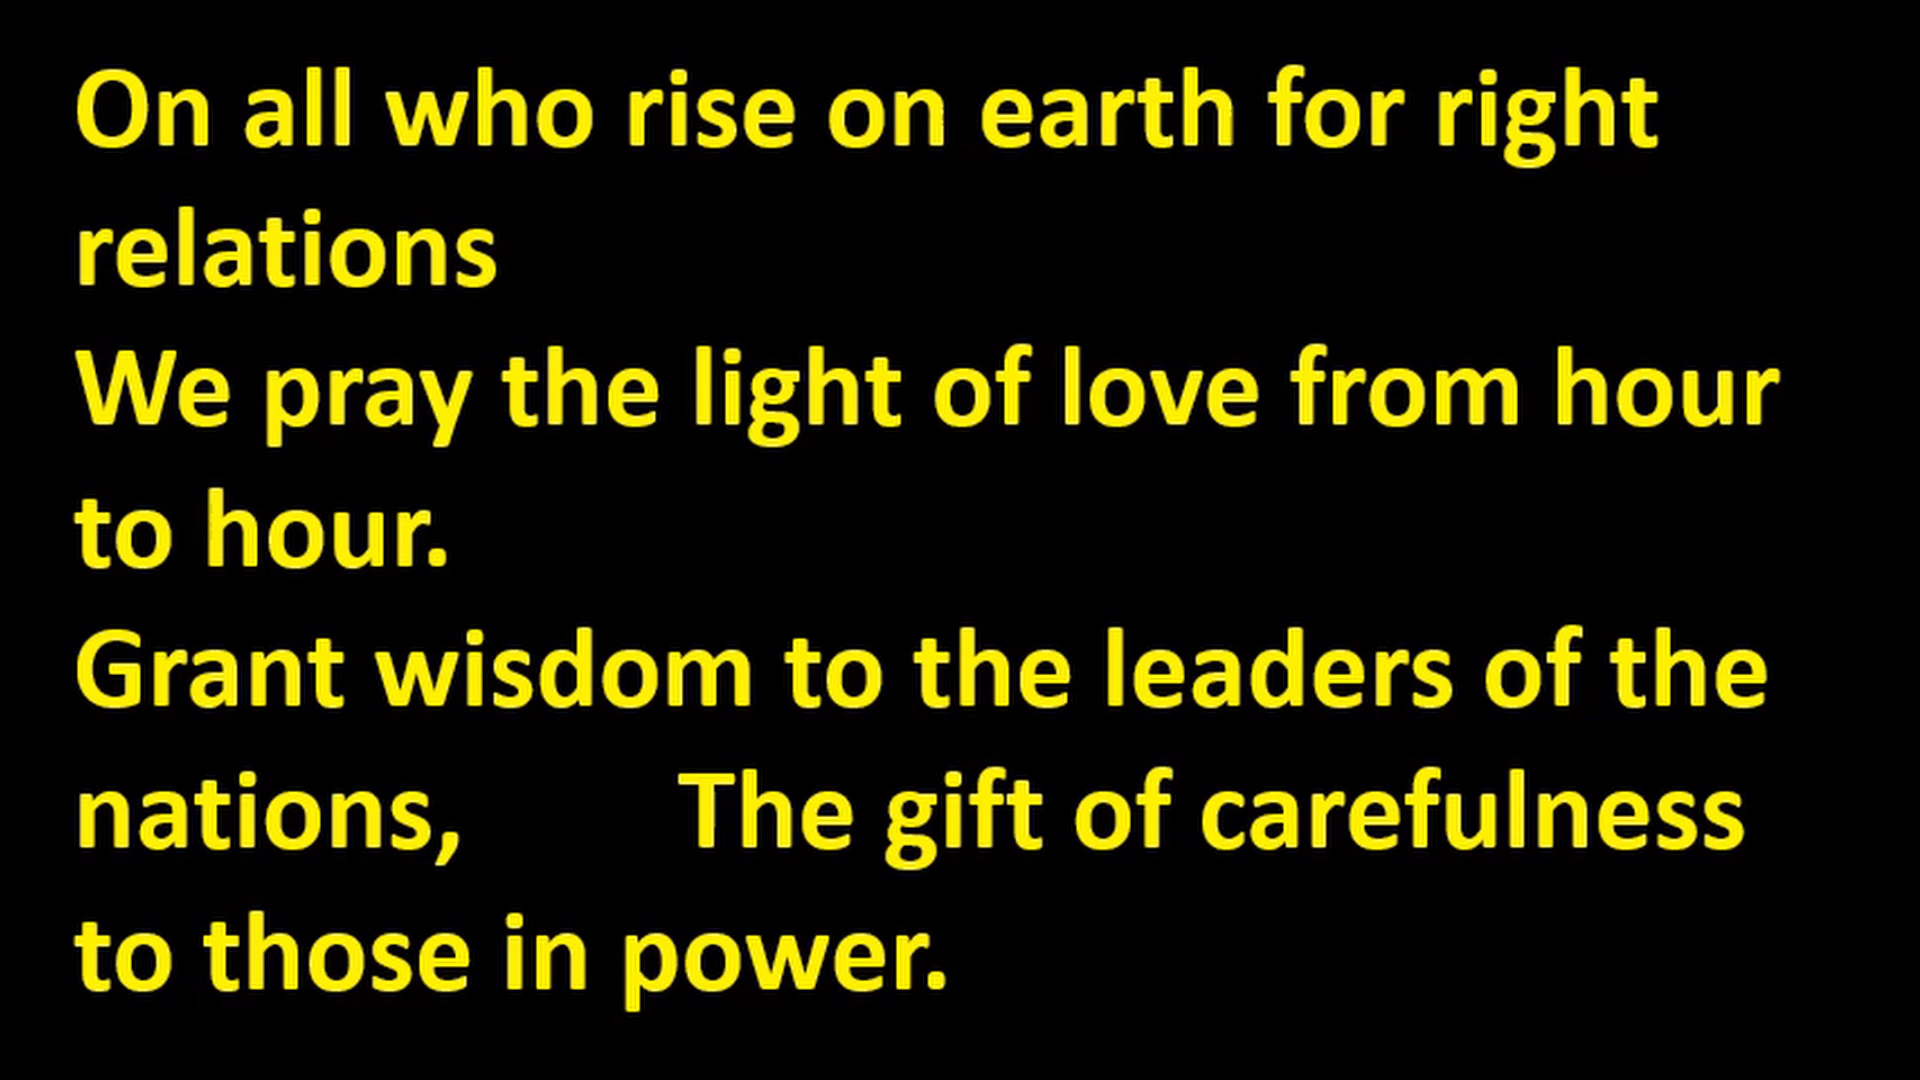 On all who rise on earth for right
relations
We pray the light of love from hour
to hour.
Grant wisdom to the leaders of the
nations, The gift of carefulness
to those in power.